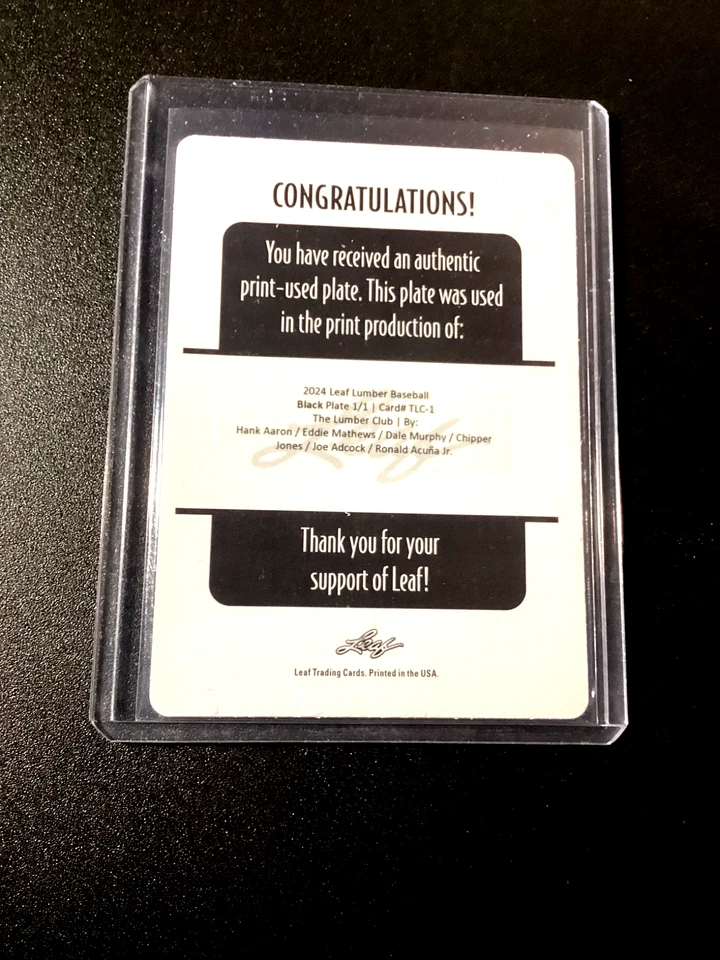 CONGRATULATIONS!
You have received an authentic
print-used plate. This plate was used
in the print production of:
2024 Leaf Lumber Baseball
Black Plate 1/1 | Card# TLC-1
The Lumber Club | By:
Hank Aaron / Eddie Mathews / Dale Murphy / Chipper
Jones / Joe Adcock / Ronald Acuña Jr.
Thank you for your
support of Leaf!
Leaf
Leaf Trading Cards. Printed in the USA.